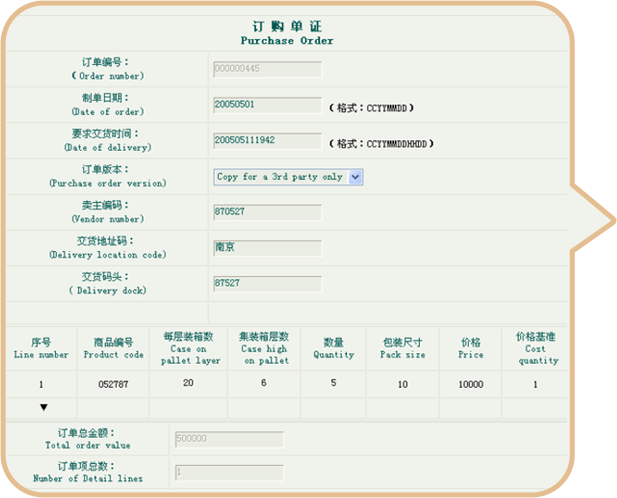 订 购 单 证
Purchase Order
订单编号：
( Order number)
000000445
制单日期：
(Date of order)
20050501
( 格式：CCYYMMDD )
要求交货时间：
(Date of delivery)
200505111942
( 格式：CCYYMMDDHHDD )
订单版本：
(Purchase order version)
Copy for a 3rd party only
卖主编码：
(Vendor number)
870527
交货地址码：
(Delivery location code)
南京
交货码头：
( Delivery dock)
87527
序号
Line number
商品编号
Product code
每层装箱数
Case on
pallet layer
集装箱层数
Case high
on pallet
数量
Quantity
包装尺寸
Pack size
价格
Price
价格基准
Cost
quantity
1 052787 20 6 5 10 10000 1
▼
订单总金额：
Total order value
500000
订单项总数：
Number of Detail lines
1